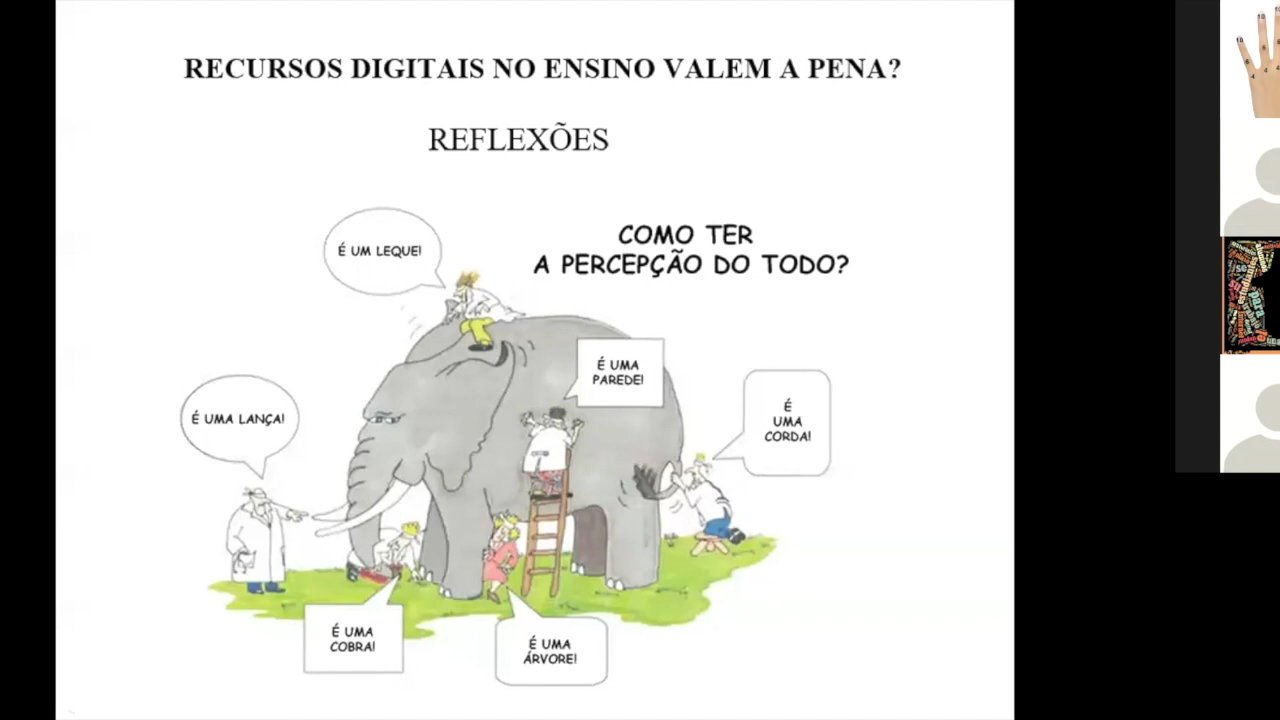 RECURSOS DIGITAIS NO ENSINO VALEM A PENA?
REFLEXÕES
COMO TER
A PERCEPÇÃO DO TODO?
É UM LEQUE!
É UMA
PAREDE!
É UMA LANÇA!
É
UMA
CORDA!
É UMA
COBRA!
É UMA
ÁRVORE!
para